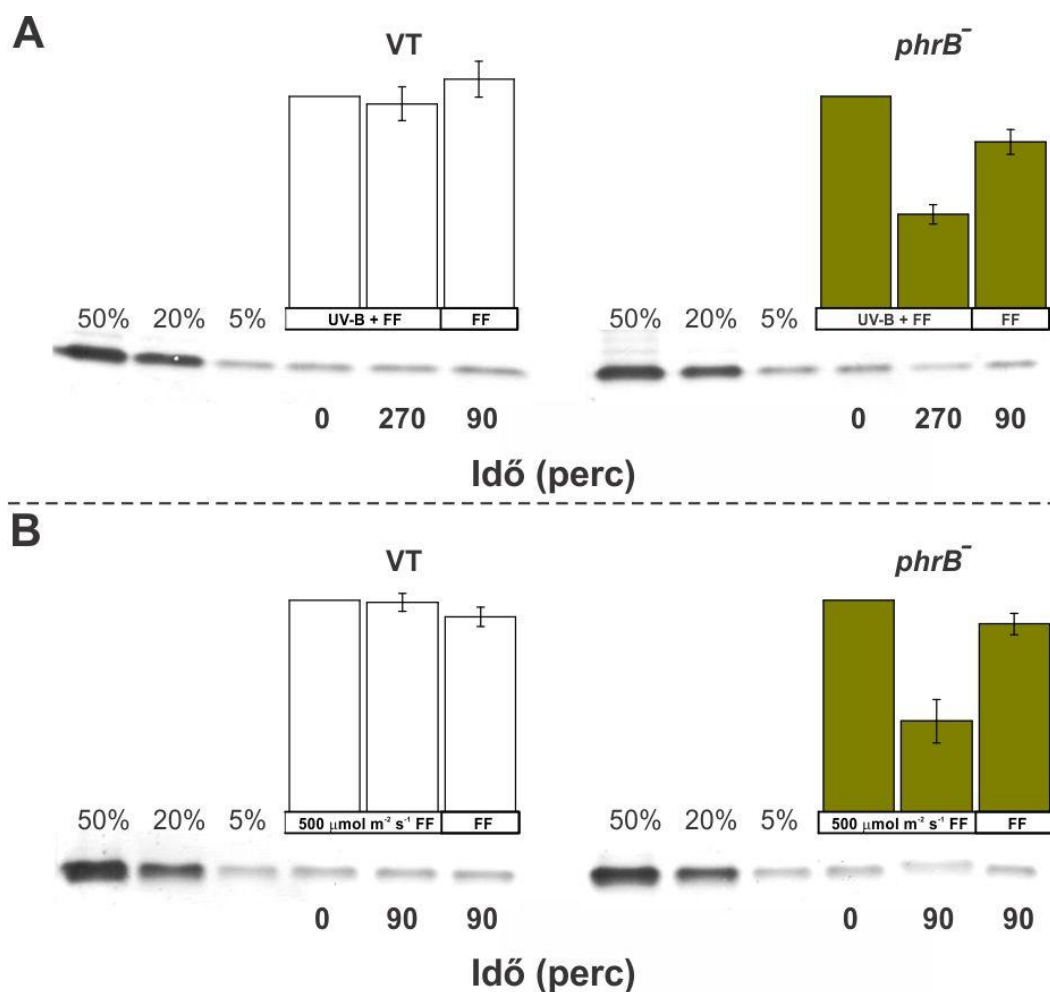 A
VT
phrB⁻
50% 20% 5%
UV-B + FF
FF
50% 20% 5%
UV-B + FF
FF
0 270 90
0 270 90
Idő (perc)
B
VT
phrB⁻
50% 20% 5%
500 μmol m⁻² s⁻¹ FF
FF
50% 20% 5%
500 μmol m⁻² s⁻¹ FF
FF
0 90 90
0 90 90
Idő (perc)